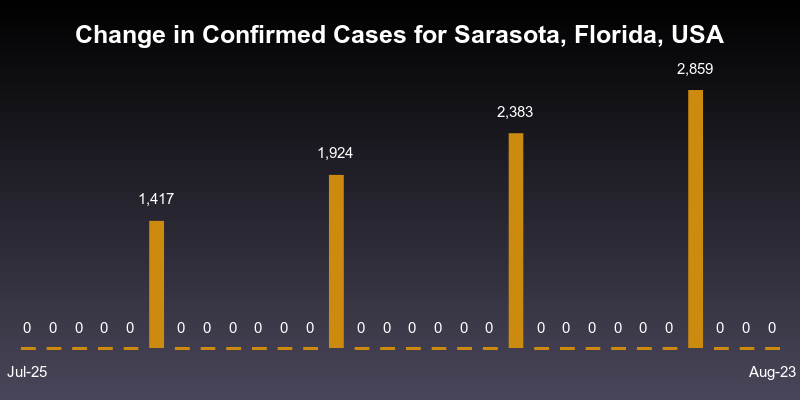 Change in Confirmed Cases for Sarasota, Florida, USA
2,859
2,383
1,924
1,417
0 0 0 0 0 0 0 0 0 0 0 0 0 0 0 0 0 0 0 0 0 0 0 0 0 0
Jul-25 Aug-23